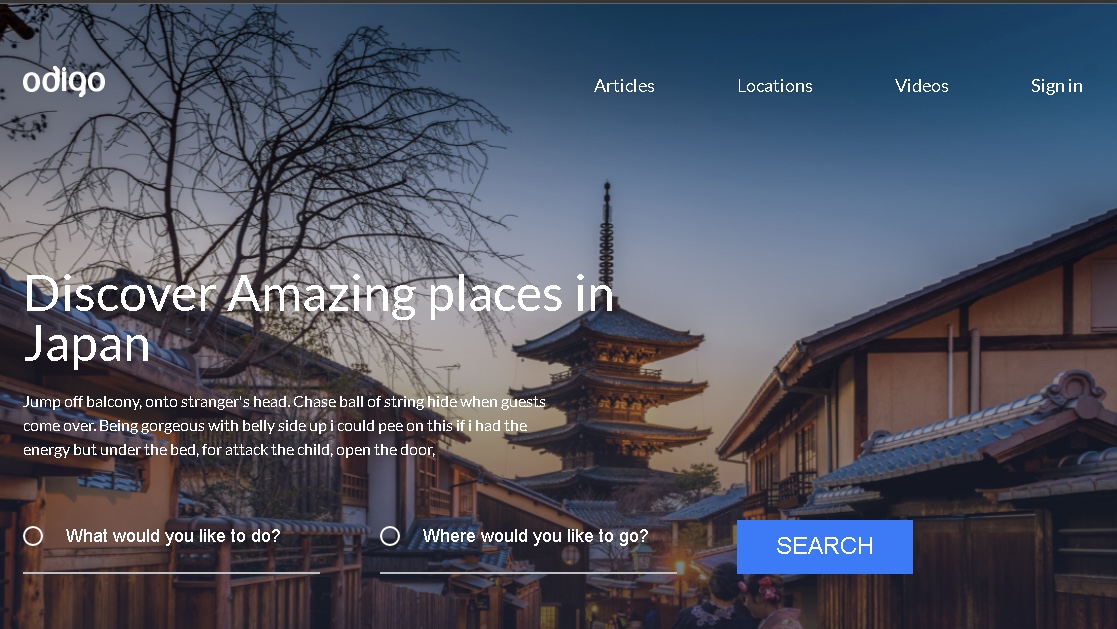 odigo
Articles
Locations
Videos
Sign in
Discover Amazing places in
Japan
Jump off balcony, onto stranger's head. Chase ball of string hide when guests
come over. Being gorgeous with belly side up i could pee on this if i had the
energy but under the bed, for attack the child, open the door,
What would you like to do?
Where would you like to go?
SEARCH